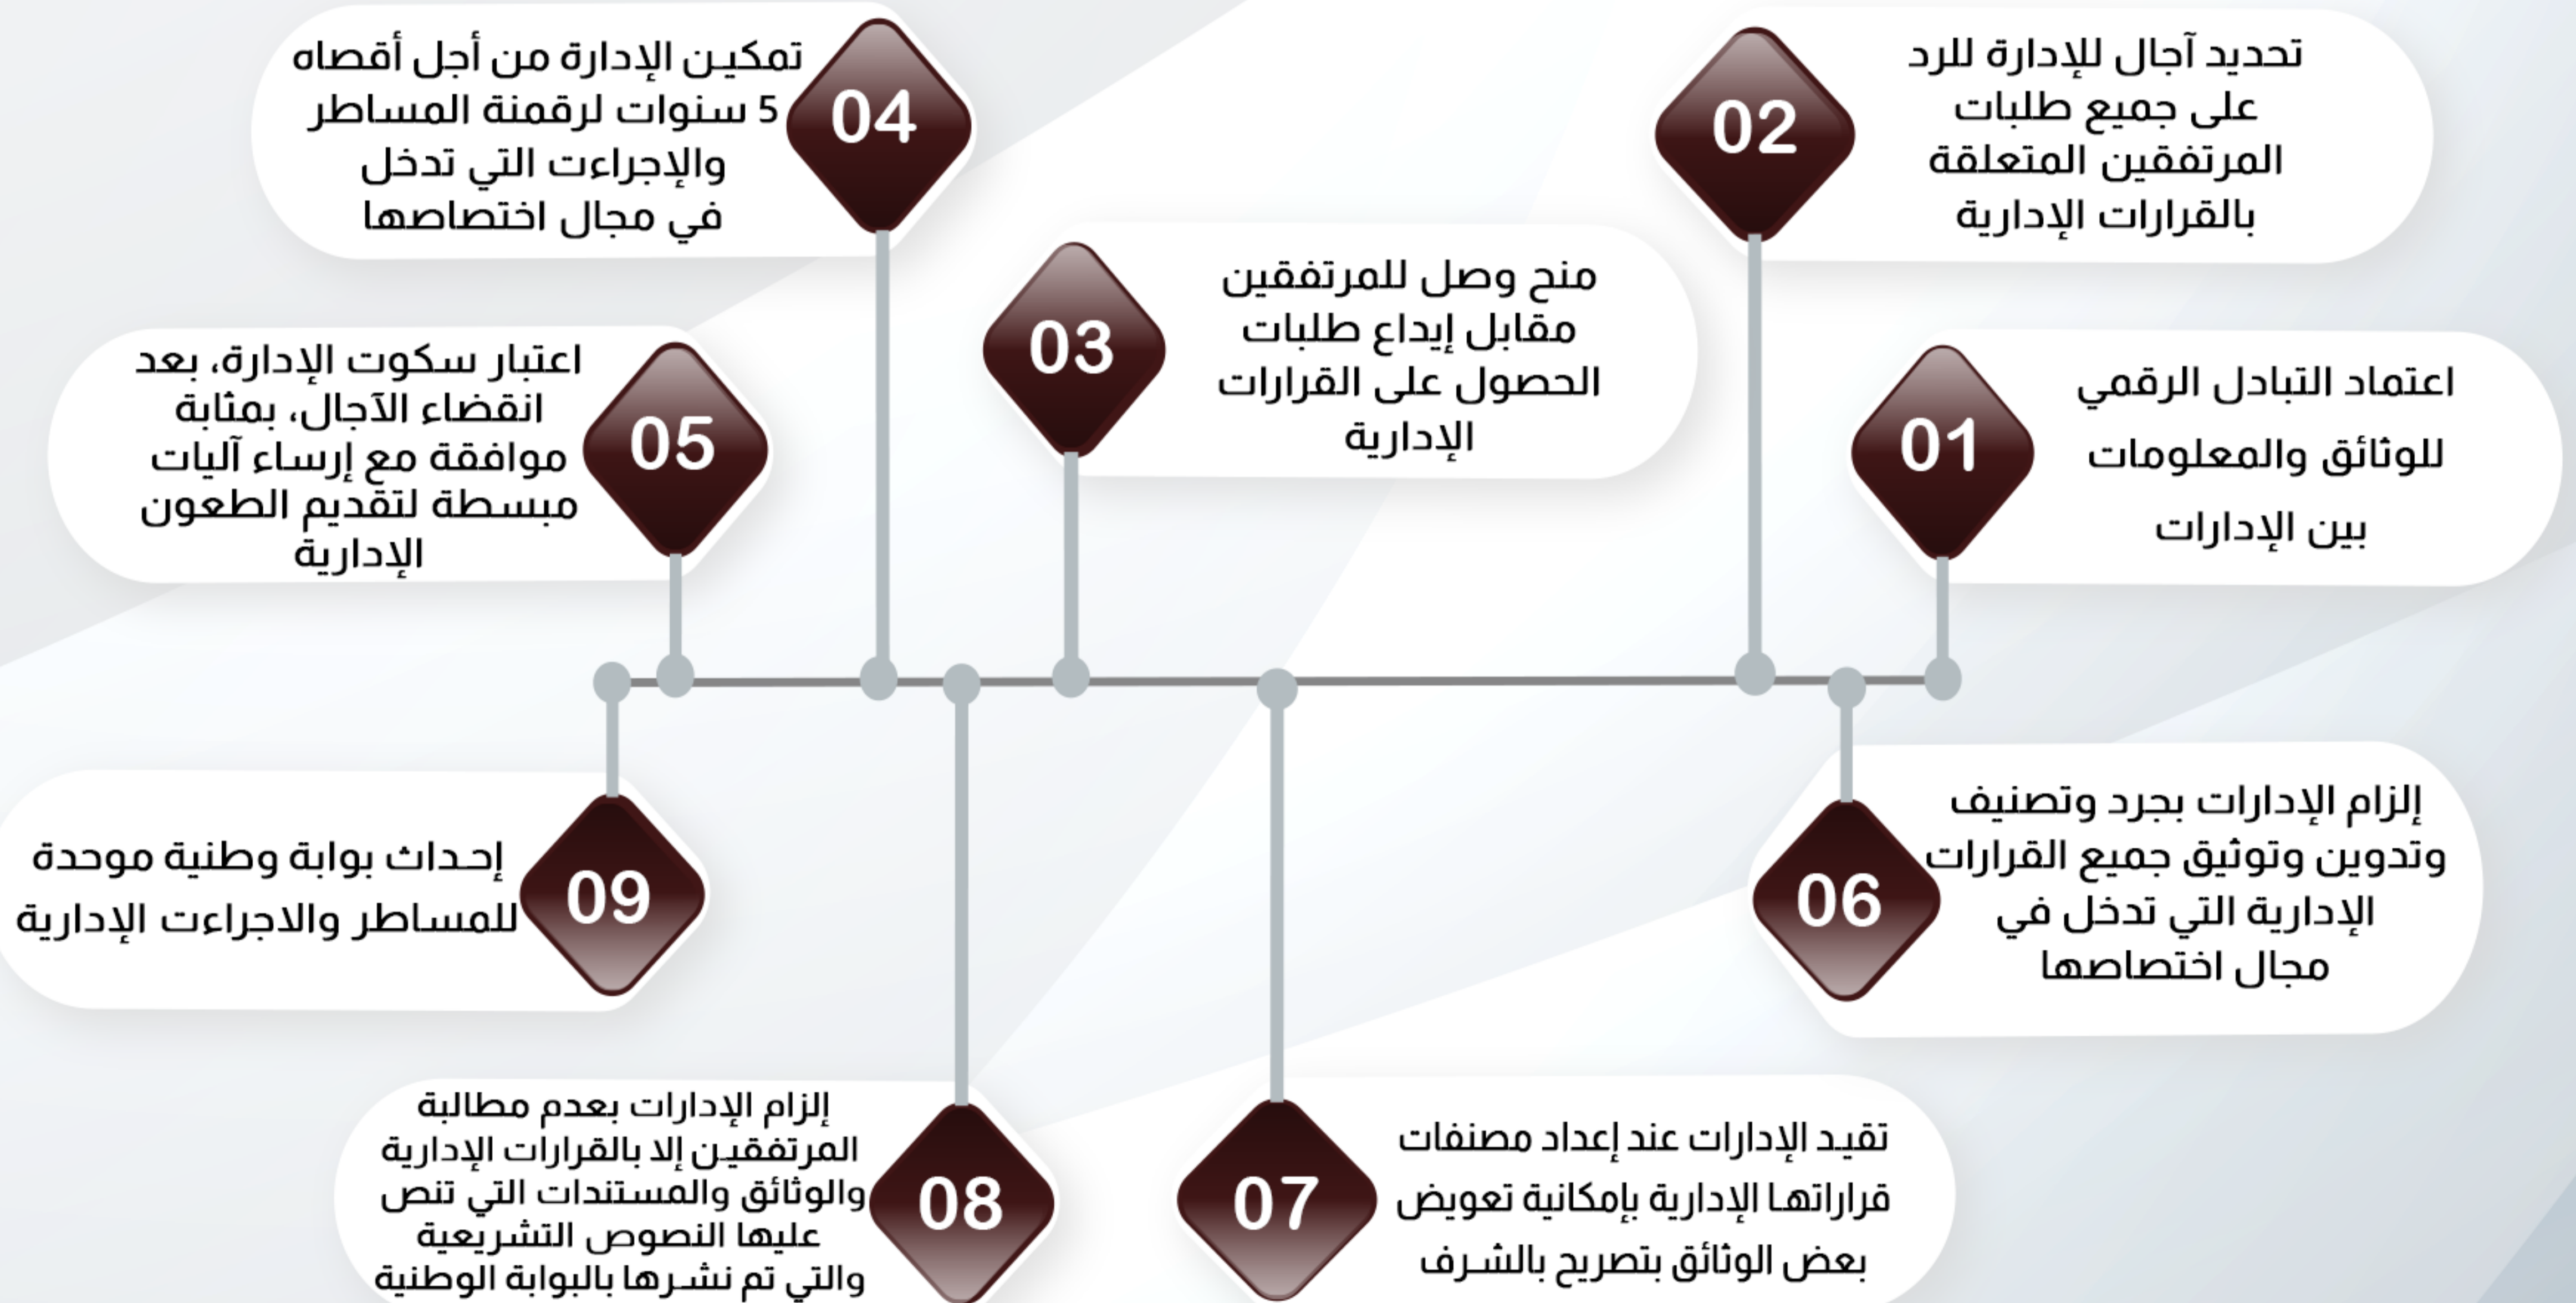 01
اعتماد التبادل الرقمي
للوثائق والمعلومات
بين الإدارات
02
تحديد آجال للإدارة للرد
على جميع طلبات
المرتفقين المتعلقة
بالقرارات الإدارية
03
منح وصل للمرتفقين
مقابل إيداع طلبات
الحصول على القرارات
الإدارية
04
تمكين الإدارة من أجل أقصاه
5 سنوات لرقمنة المساطر
والإجراءت التي تدخل
في مجال اختصاصها
05
اعتبار سكوت الإدارة، بعد
انقضاء الآجال، بمثابة
موافقة مع إرساء آليات
مبسطة لتقديم الطعون
الإدارية
06
إلزام الإدارات بجرد وتصنيف
وتدوين وتوثيق جميع القرارات
الإدارية التي تدخل في
مجال اختصاصها
07
تقيد الإدارات عند إعداد مصنفات
قراراتها الإدارية بإمكانية تعويض
بعض الوثائق بتصريح بالشرف
08
إلزام الإدارات بعدم مطالبة
المرتفقين إلا بالقرارات الإدارية
والوثائق والمستندات التي تنص
عليها النصوص التشريعية
والتي تم نشرها بالبوابة الوطنية
09
إحداث بوابة وطنية موحدة
للمساطر والاجراءت الإدارية